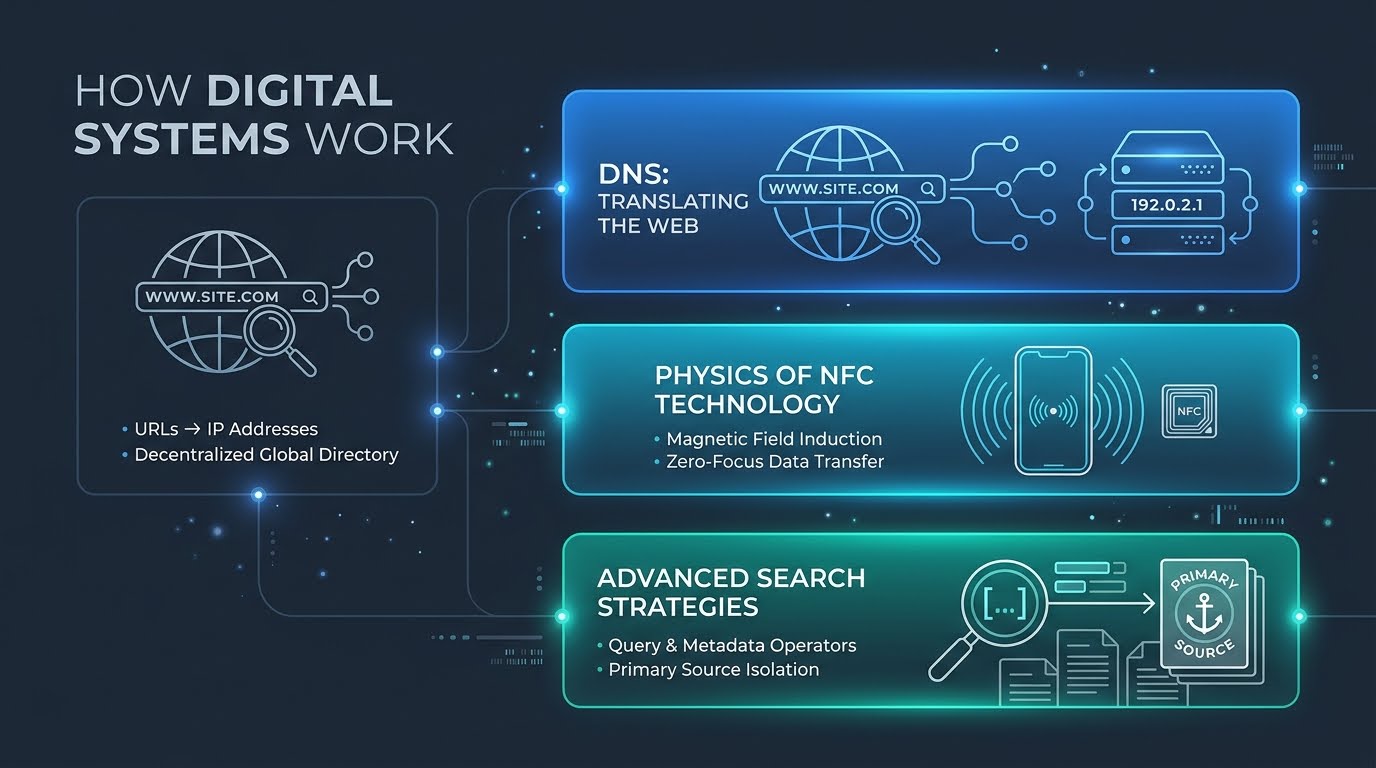 HOW DIGITAL
SYSTEMS WORK
WWW.SITE.COM
• URLs → IP Addresses
• Decentralized Global Directory
DNS:
TRANSLATING
THE WEB
WWW.SITE.COM
192.0.2.1
PHYSICS OF NFC
TECHNOLOGY
• Magnetic Field Induction
• Zero-Focus Data Transfer
NFC
ADVANCED SEARCH
STRATEGIES
• Query & Metadata Operators
• Primary Source Isolation
[...]
PRIMARY
SOURCE